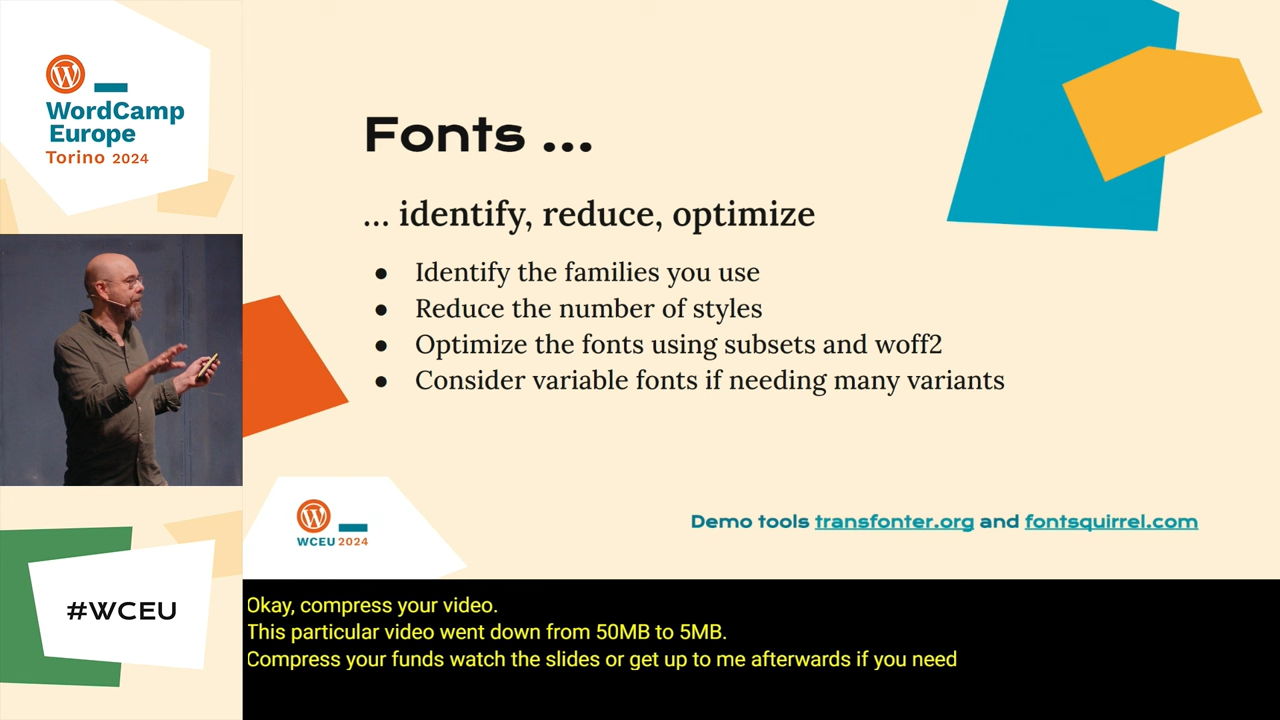 WordCamp
Europe
Torino 2024
Fonts ...
... identify, reduce, optimize
● Identify the families you use
● Reduce the number of styles
● Optimize the fonts using subsets and woff2
● Consider variable fonts if needing many variants
WCEU 2024
Demo tools transfonter.org and fontsquirrel.com
#WCEU
Okay, compress your video.
This particular video went down from 50MB to 5MB.
Compress your funds watch the slides or get up to me afterwards if you need